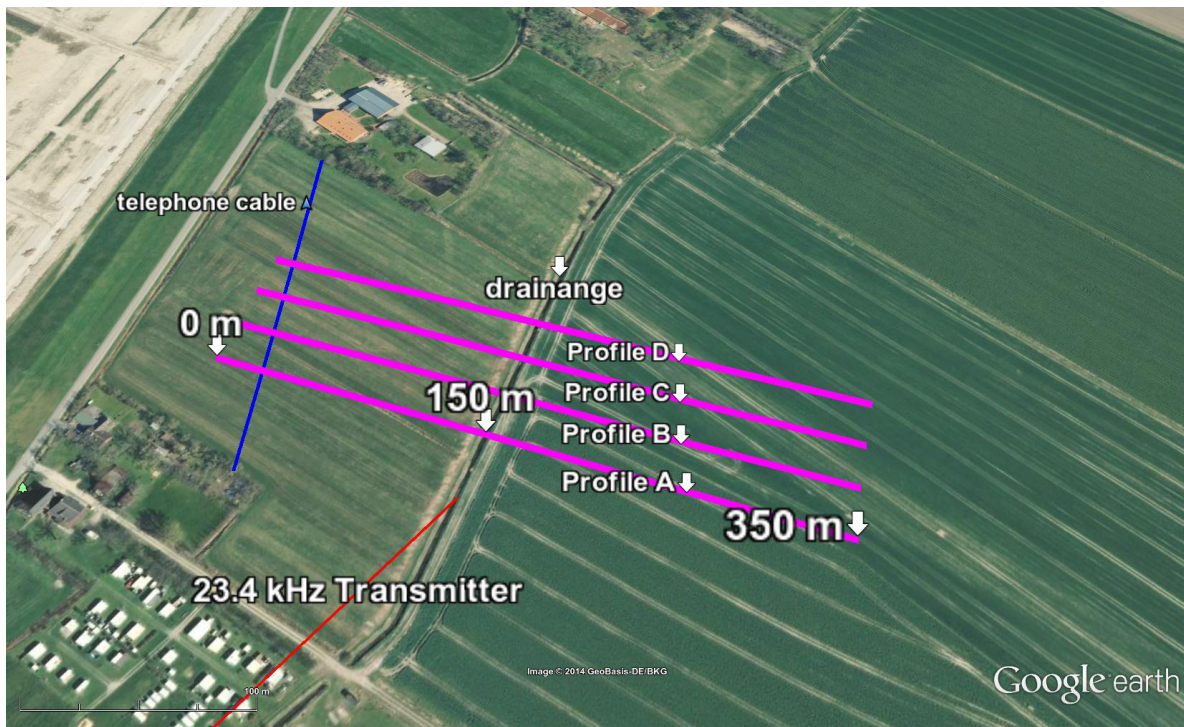 telephone cable
drainange
0 m
Profile D
150 m
Profile C
Profile B
Profile A
350 m
23.4 kHz Transmitter
Image © 2014 GeoBasis-DE/BKG
100 m
Google earth